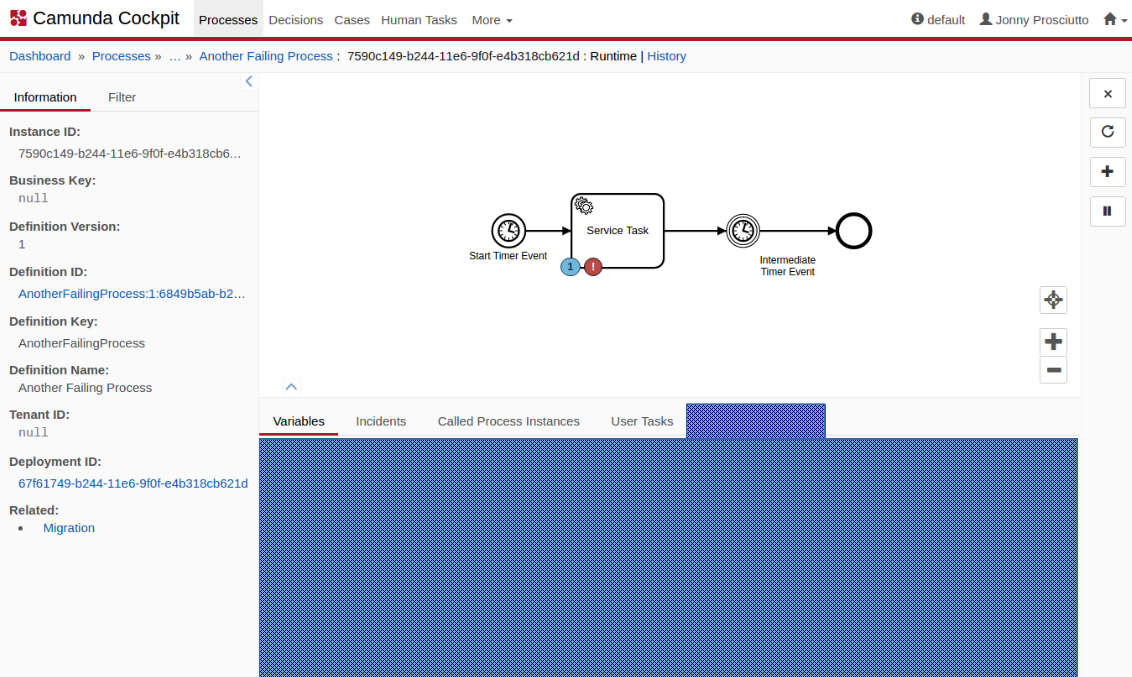 Camunda Cockpit Processes Decisions Cases Human Tasks More default Jonny Prosciutto
Dashboard » Processes » … » Another Failing Process : 7590c149-b244-11e6-9f0f-e4b318cb621d : Runtime | History
Information Filter
Instance ID:
7590c149-b244-11e6-9f0f-e4b318cb6…
Business Key:
null
Definition Version:
1
Definition ID:
AnotherFailingProcess:1:6849b5ab-b2…
Definition Key:
AnotherFailingProcess
Definition Name:
Another Failing Process
Tenant ID:
null
Deployment ID:
67f61749-b244-11e6-9f0f-e4b318cb621d
Related:
• Migration
Start Timer Event
Service Task
1 !
Intermediate
Timer Event
Variables Incidents Called Process Instances User Tasks